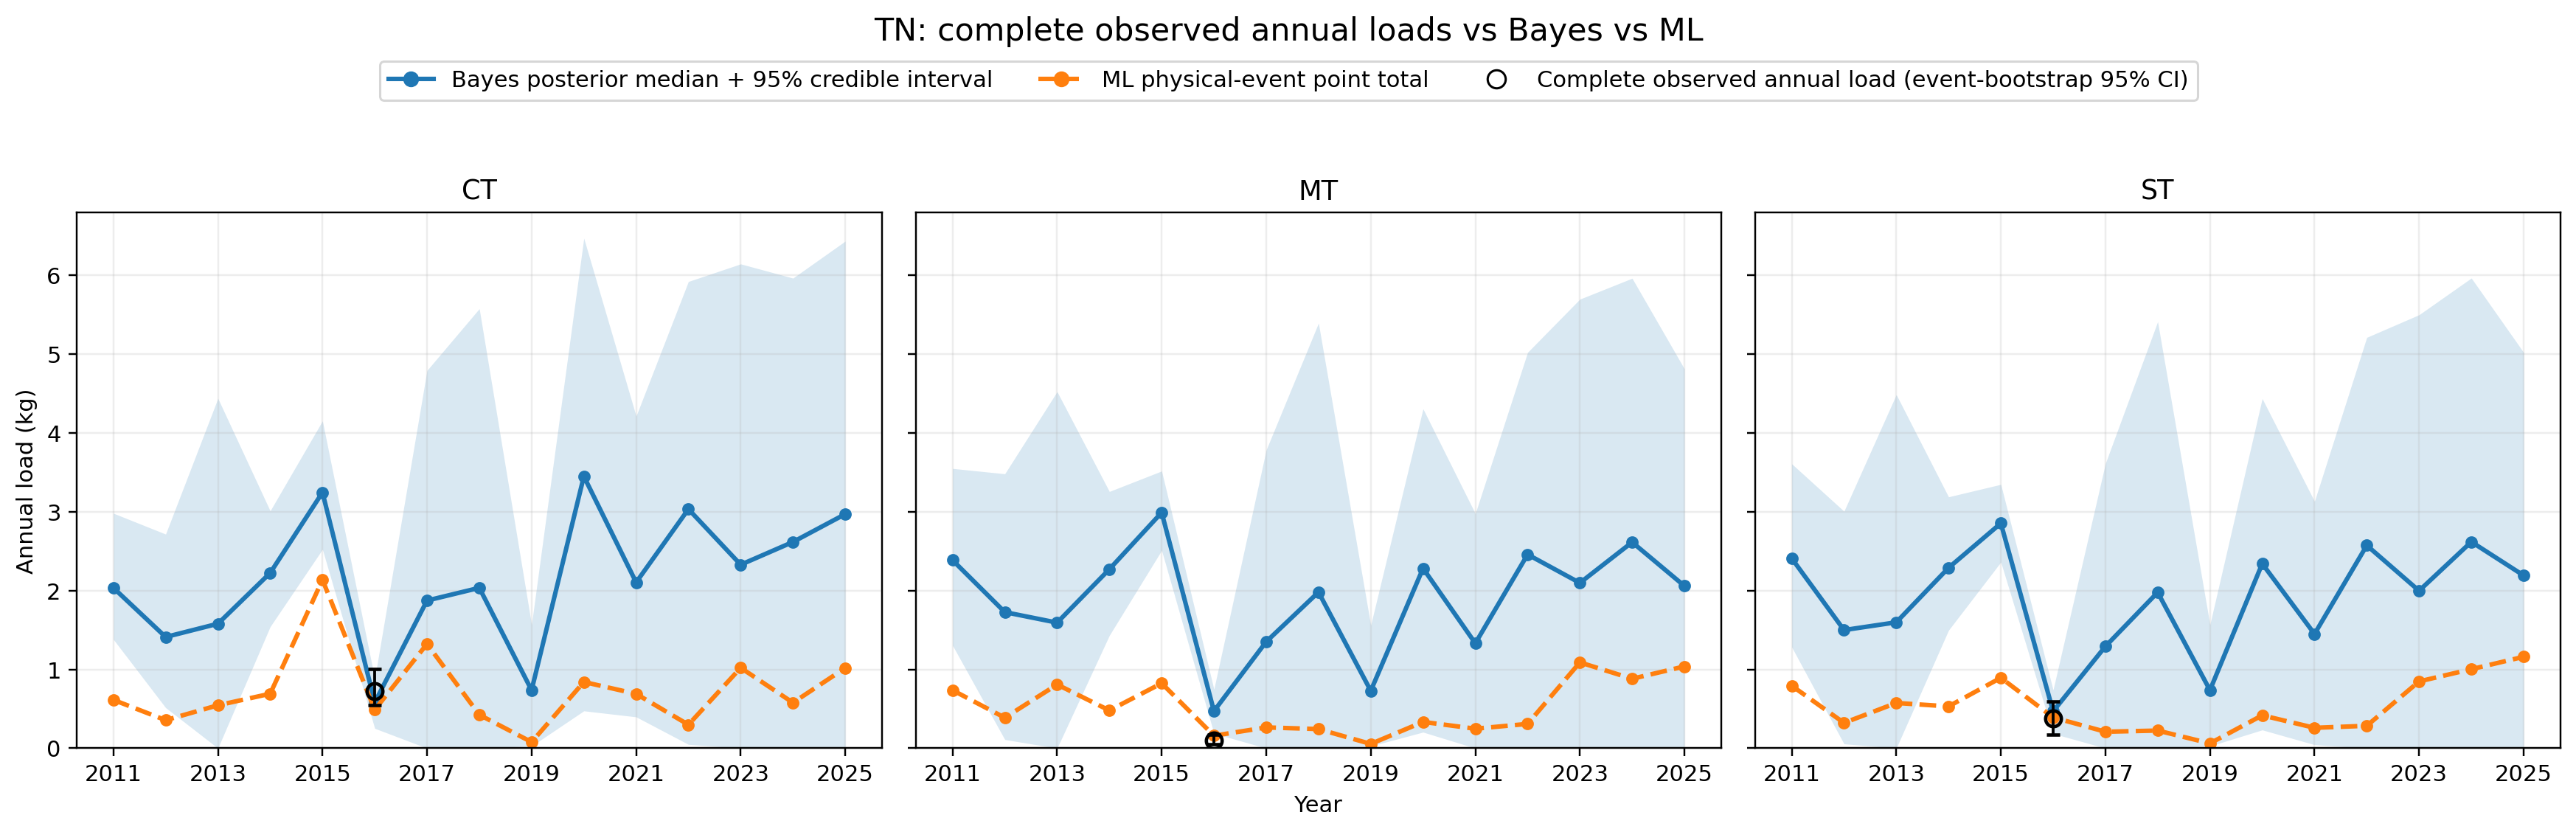 TN: complete observed annual loads vs Bayes vs ML
Bayes posterior median + 95% credible interval
ML physical-event point total
Complete observed annual load (event-bootstrap 95% CI)
CT
MT
ST
Annual load (kg)
6
5
4
3
2
1
0
2011 2013 2015 2017 2019 2021 2023 2025
2011 2013 2015 2017 2019 2021 2023 2025
2011 2013 2015 2017 2019 2021 2023 2025
Year